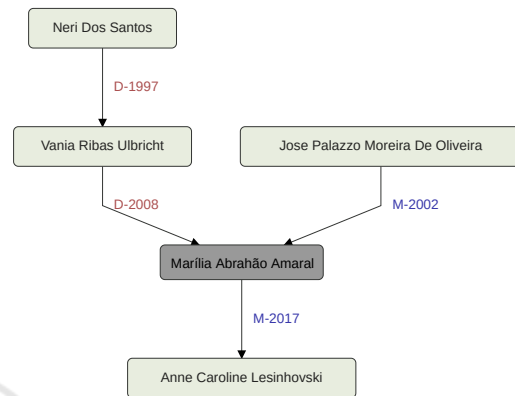 Neri Dos Santos
D-1997
Vania Ribas Ulbricht
Jose Palazzo Moreira De Oliveira
D-2008
M-2002
Marília Abrahão Amaral
M-2017
Anne Caroline Lesinhovski